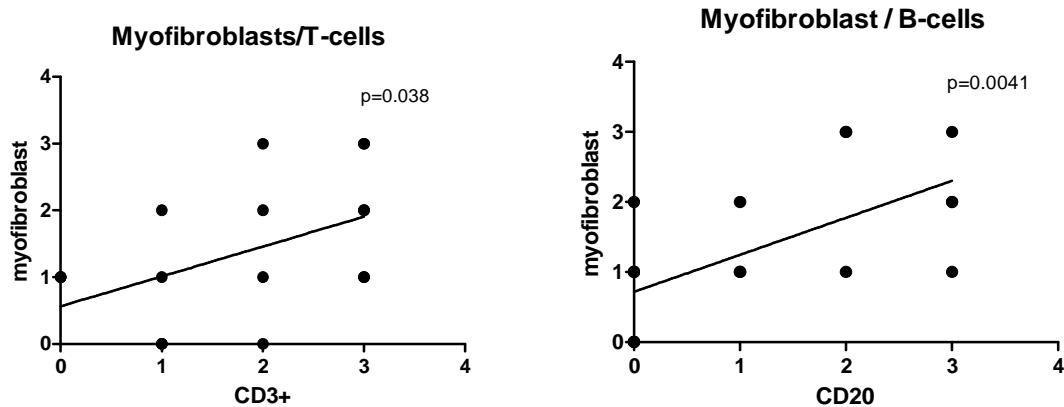 Myofibroblasts/T-cells
p=0.038
4
3
2
1
0
myofibroblast
0 1 2 3 4
CD3+
Myofibroblast / B-cells
p=0.0041
4
3
2
1
0
myofibroblast
0 1 2 3 4
CD20